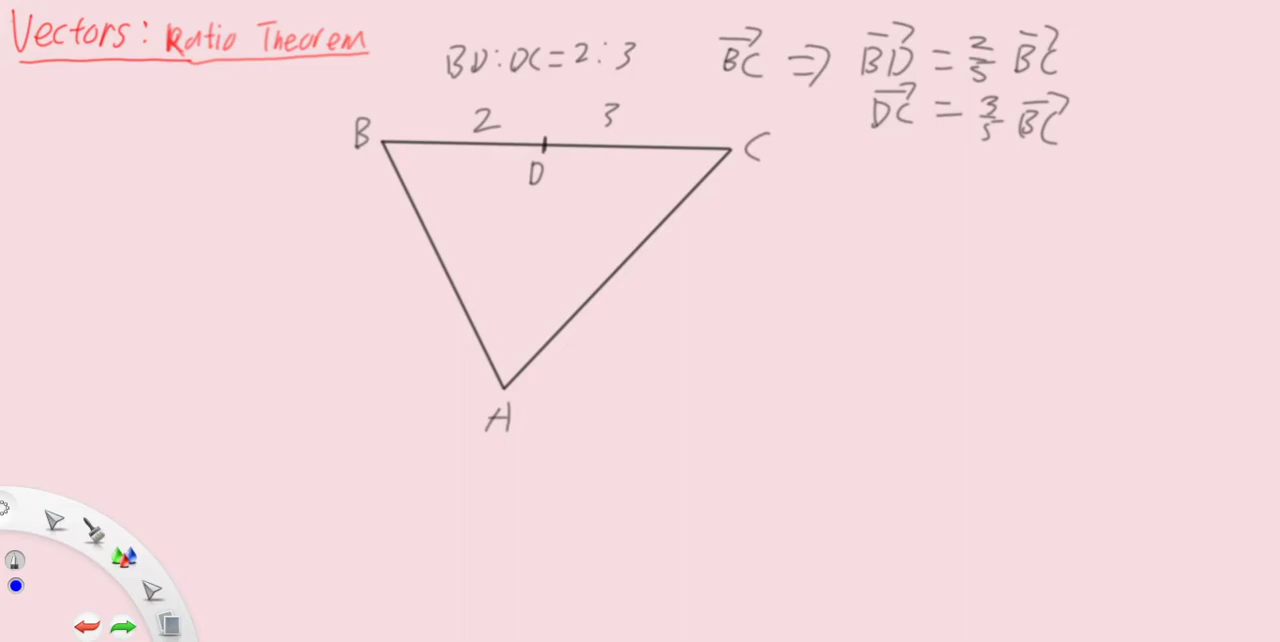 Vectors: Ratio Theorem
BD:DC=2:3
BC ⇒ BD = 2/5 BC
DC = 3/5 BC
2 3
B C
D
A